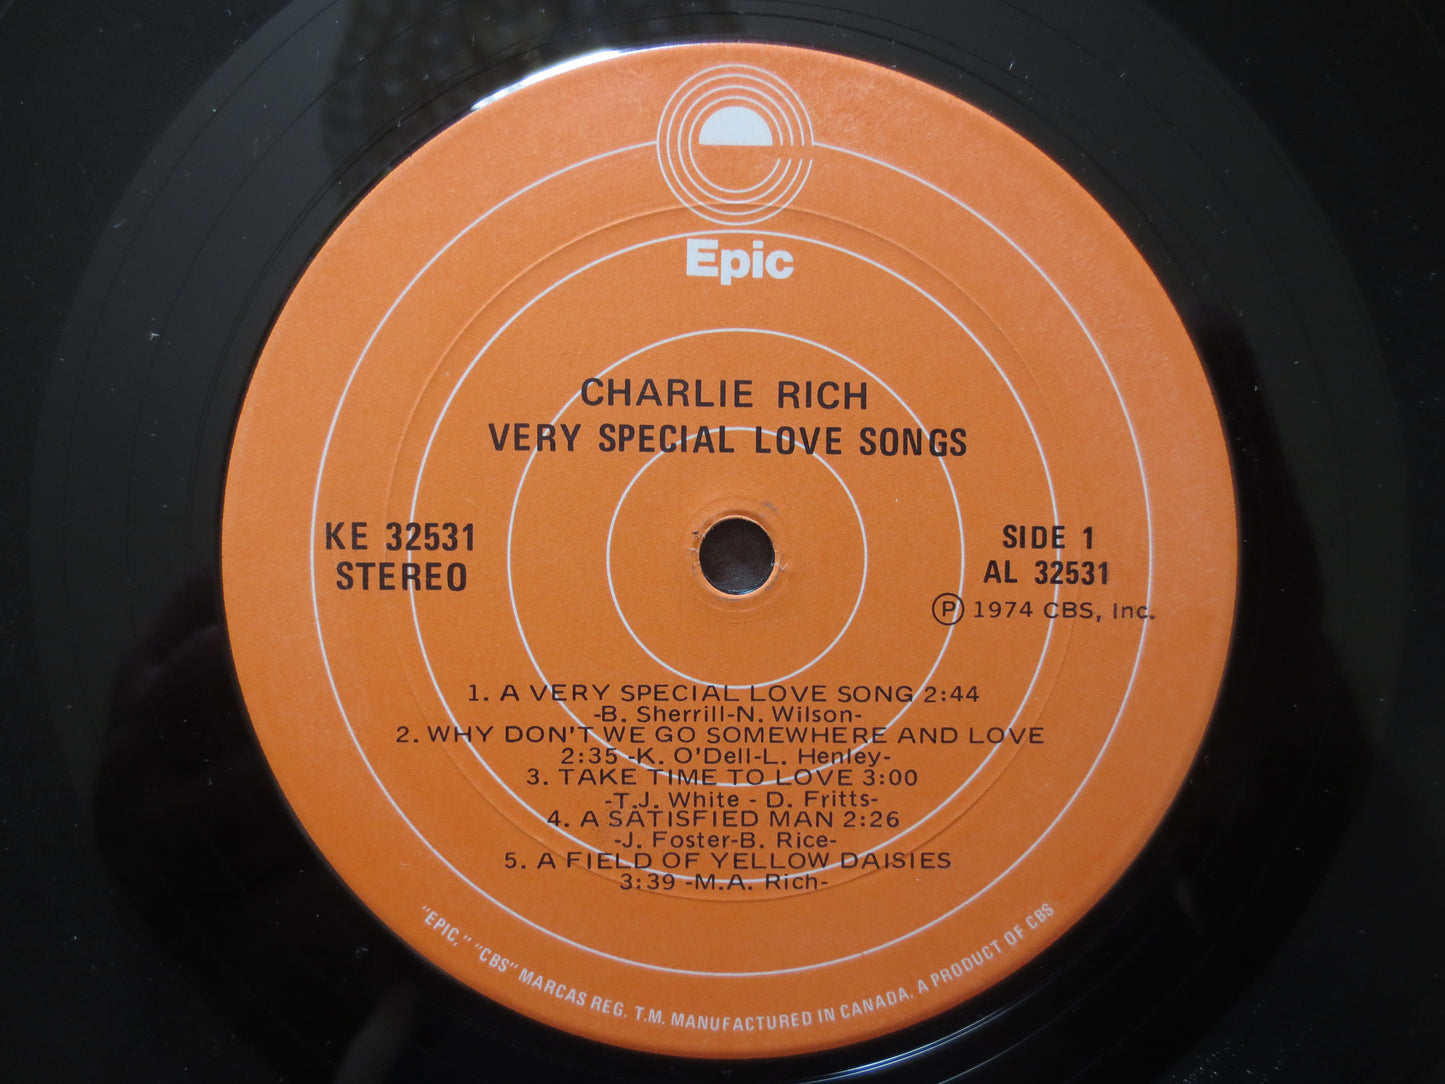 Epic
CHARLIE RICH
VERY SPECIAL LOVE SONGS
KE 32531
STEREO
SIDE 1
AL 32531
Ⓟ 1974 CBS, Inc.
1. A VERY SPECIAL LOVE SONG 2:44
-B. Sherrill-N. Wilson-
2. WHY DON'T WE GO SOMEWHERE AND LOVE
2:35 -K. O'Dell-L. Henley-
3. TAKE TIME TO LOVE 3:00
-T.J. White - D. Fritts-
4. A SATISFIED MAN 2:26
-J. Foster-B. Rice-
5. A FIELD OF YELLOW DAISIES
3:39 -M.A. Rich-
"EPIC," "CBS" MARCAS REG. T.M. MANUFACTURED IN CANADA. A PRODUCT OF CBS